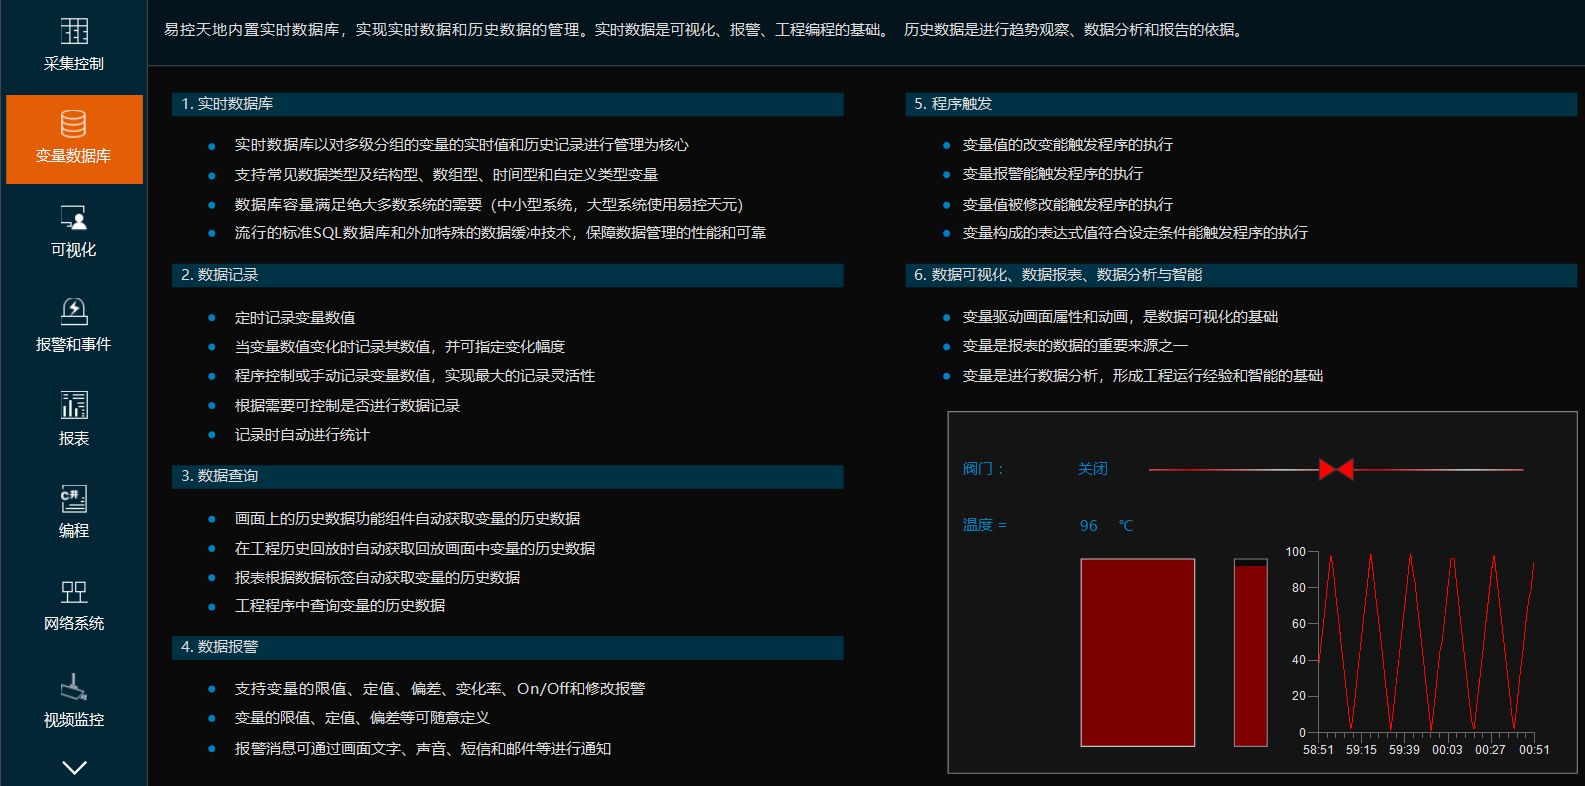 采集控制
变量数据库
可视化
报警和事件
报表
C#
编程
网络系统
视频监控
易控天地内置实时数据库，实现实时数据和历史数据的管理。实时数据是可视化、报警、工程编程的基础。 历史数据是进行趋势观察、数据分析和报告的依据。
1. 实时数据库
实时数据库以对多级分组的变量的实时值和历史记录进行管理为核心
支持常见数据类型及结构型、数组型、时间型和自定义类型变量
数据库容量满足绝大多数系统的需要（中小型系统，大型系统使用易控天元）
流行的标准SQL数据库和外加特殊的数据缓冲技术，保障数据管理的性能和可靠
2. 数据记录
定时记录变量数值
当变量数值变化时记录其数值，并可指定变化幅度
程序控制或手动记录变量数值，实现最大的记录灵活性
根据需要可控制是否进行数据记录
记录时自动进行统计
3. 数据查询
画面上的历史数据功能组件自动获取变量的历史数据
在工程历史回放时自动获取回放画面中变量的历史数据
报表根据数据标签自动获取变量的历史数据
工程程序中查询变量的历史数据
4. 数据报警
支持变量的限值、定值、偏差、变化率、On/Off和修改报警
变量的限值、定值、偏差等可随意定义
报警消息可通过画面文字、声音、短信和邮件等进行通知
5. 程序触发
变量值的改变能触发程序的执行
变量报警能触发程序的执行
变量值被修改能触发程序的执行
变量构成的表达式值符合设定条件能触发程序的执行
6. 数据可视化、数据报表、数据分析与智能
变量驱动画面属性和动画，是数据可视化的基础
变量是报表的数据的重要来源之一
变量是进行数据分析，形成工程运行经验和智能的基础
阀门： 关闭
温度 = 96 ℃
100
80
60
40
20
0
58:51 59:15 59:39 00:03 00:27 00:51